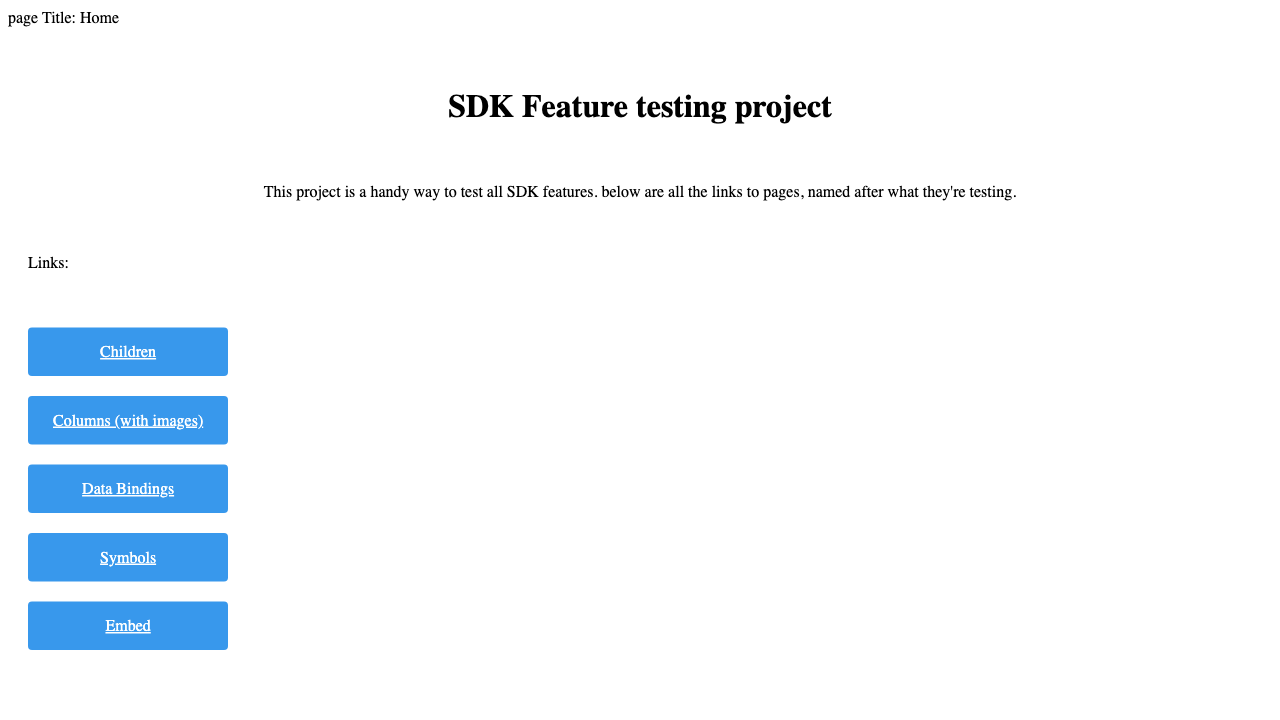 page Title: Home
SDK Feature testing project
This project is a handy way to test all SDK features. below are all the links to pages, named after what they're testing.
Links:
Children
Columns (with images)
Data Bindings
Symbols
Embed